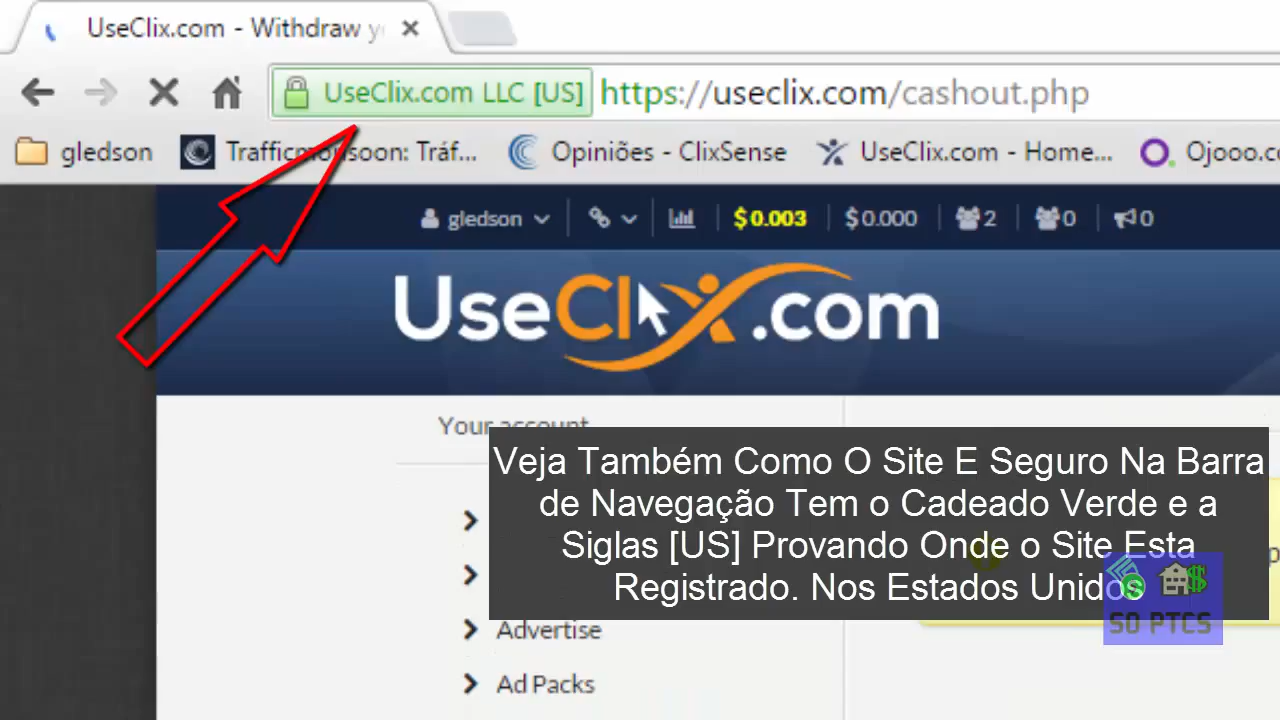 UseClix.com - Withdraw y
UseClix.com LLC [US] https://useclix.com/cashout.php
gledson Trafficmonsoon: Tráf... Opiniões - ClixSense UseClix.com - Home... Ojooo.c
gledson $0.003 $0.000 2 0 0
UseClix.com
Your account
Veja Também Como O Site E Seguro Na Barra
de Navegação Tem o Cadeado Verde e a
Siglas [US] Provando Onde o Site Esta
Registrado. Nos Estados Unidos
SO PTCS
Advertise
Ad Packs